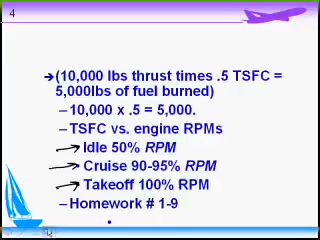 4
(10,000 lbs thrust times .5 TSFC =
5,000lbs of fuel burned)
–10,000 x .5 = 5,000.
–TSFC vs. engine RPMs
Idle 50% RPM
• Cruise 90-95% RPM
Takeoff 100% RPM
–Homework # 1-9
•